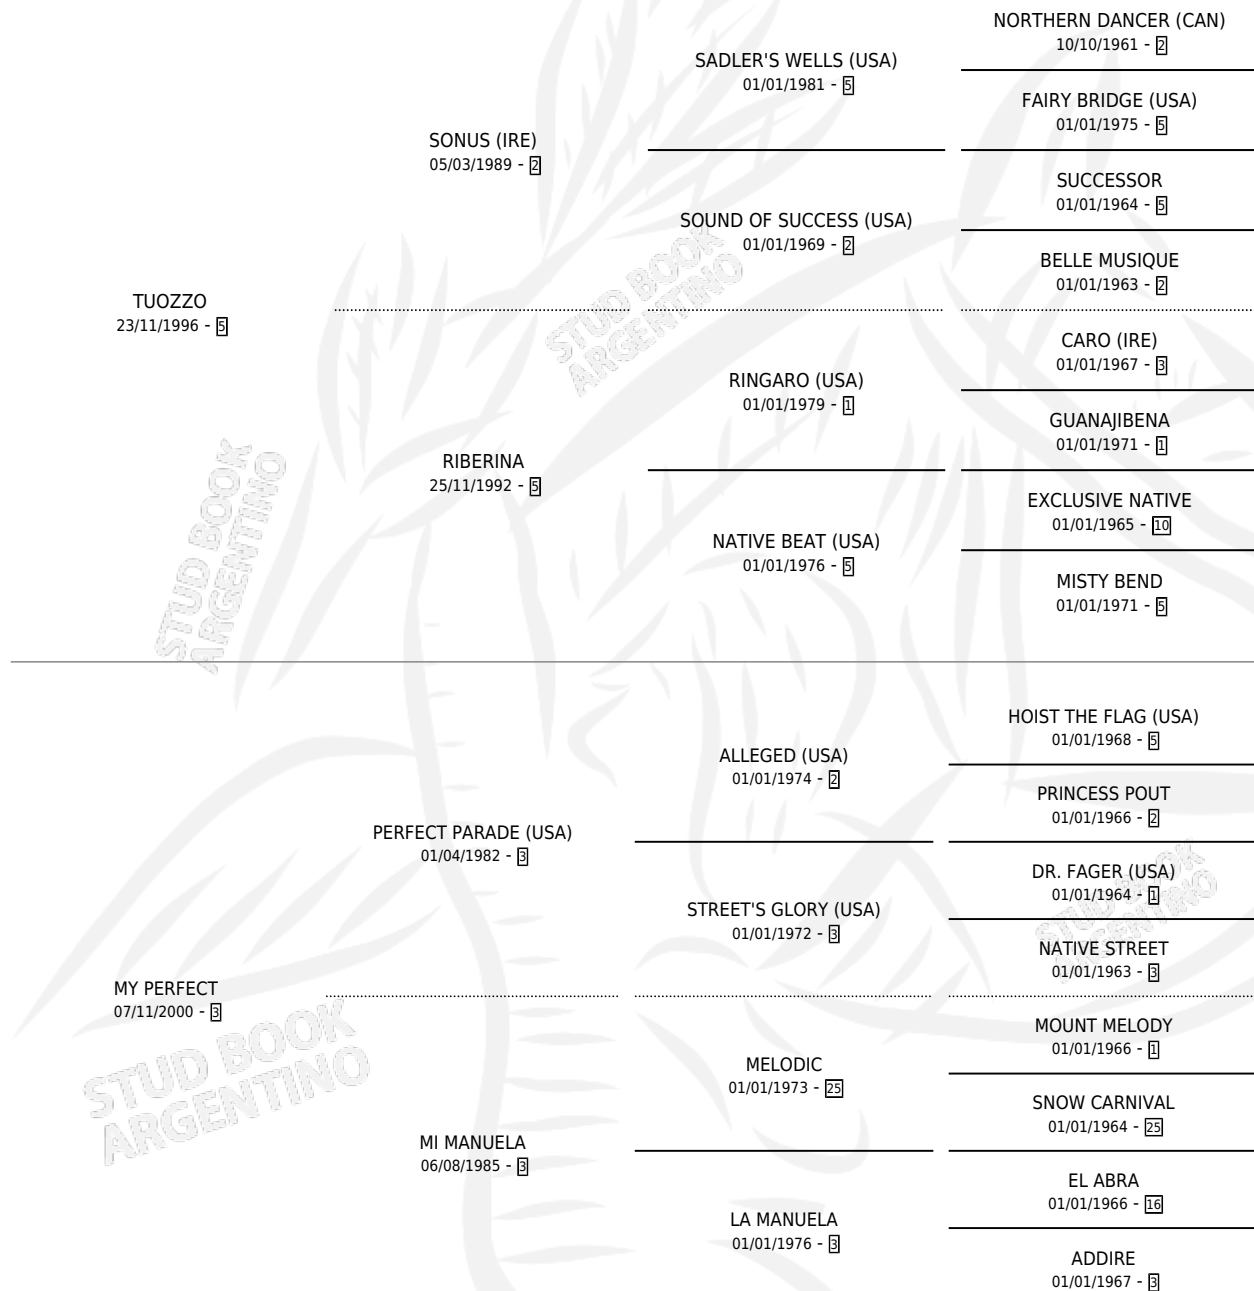 NORTHERN DANCER (CAN)
10/10/1961 - 2
SADLER'S WELLS (USA)
01/01/1981 - 5
FAIRY BRIDGE (USA)
01/01/1975 - 5
SONUS (IRE)
05/03/1989 - 2
SUCCESSOR
01/01/1964 - 5
SOUND OF SUCCESS (USA)
01/01/1969 - 2
BELLE MUSIQUE
01/01/1963 - 2
TUOZZO
23/11/1996 - 5
CARO (IRE)
01/01/1967 - 3
RINGARO (USA)
01/01/1979 - 1
GUANAJIBENA
01/01/1971 - 1
RIBERINA
25/11/1992 - 5
EXCLUSIVE NATIVE
01/01/1965 - 10
NATIVE BEAT (USA)
01/01/1976 - 5
MISTY BEND
01/01/1971 - 5
HOIST THE FLAG (USA)
01/01/1968 - 5
ALLEGED (USA)
01/01/1974 - 2
PRINCESS POUT
01/01/1966 - 2
PERFECT PARADE (USA)
01/04/1982 - 3
DR. FAGER (USA)
01/01/1964 - 1
STREET'S GLORY (USA)
01/01/1972 - 3
NATIVE STREET
01/01/1963 - 3
MY PERFECT
07/11/2000 - 3
MOUNT MELODY
01/01/1966 - 1
MELODIC
01/01/1973 - 25
SNOW CARNIVAL
01/01/1964 - 25
MI MANUELA
06/08/1985 - 3
EL ABRA
01/01/1966 - 16
LA MANUELA
01/01/1976 - 3
ADDIRE
01/01/1967 - 3
STUD BOOK
ARGENTINO
STUD BOOK
ARGENTINO
STUD BOOK
ARGENTINO
STUD BOOK
ARGENTINO